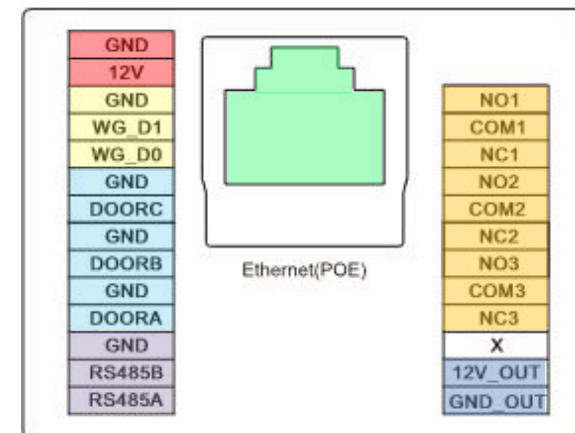 GND
12V
GND
WG_D1
WG_D0
GND
DOORC
GND
DOORB
GND
DOORA
GND
RS485B
RS485A
Ethernet(POE)
NO1
COM1
NC1
NO2
COM2
NC2
NO3
COM3
NC3
X
12V_OUT
GND_OUT